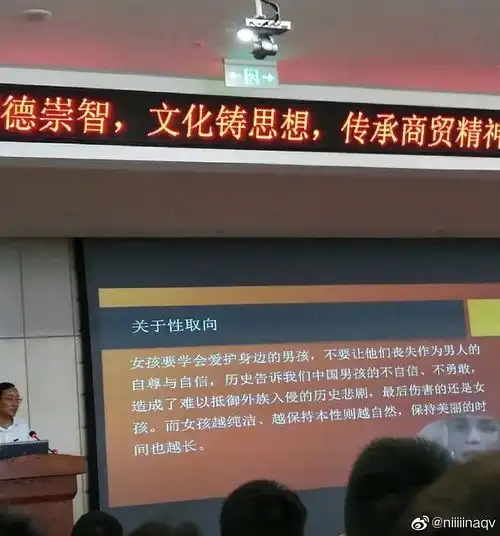 德崇智，文化铸思想，传承商贸精神
关于性取向
女孩要学会爱护身边的男孩，不要让他们丧失作为男人的
自尊与自信，历史告诉我们中国男孩的不自信、不勇敢，
造成了难以抵御外族入侵的历史悲剧，最后伤害的还是女
孩。而女孩越纯洁、越保持本性则越自然，保持美丽的时
间也越长。
@niiiiinaqv